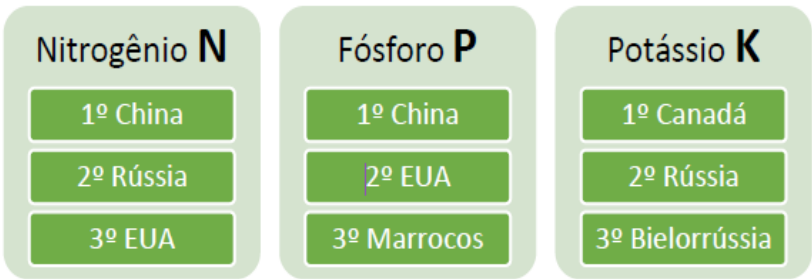 Nitrogênio N
1º China
2º Rússia
3º EUA
Fósforo P
1º China
2º EUA
3º Marrocos
Potássio K
1º Canadá
2º Rússia
3º Bielorrússia